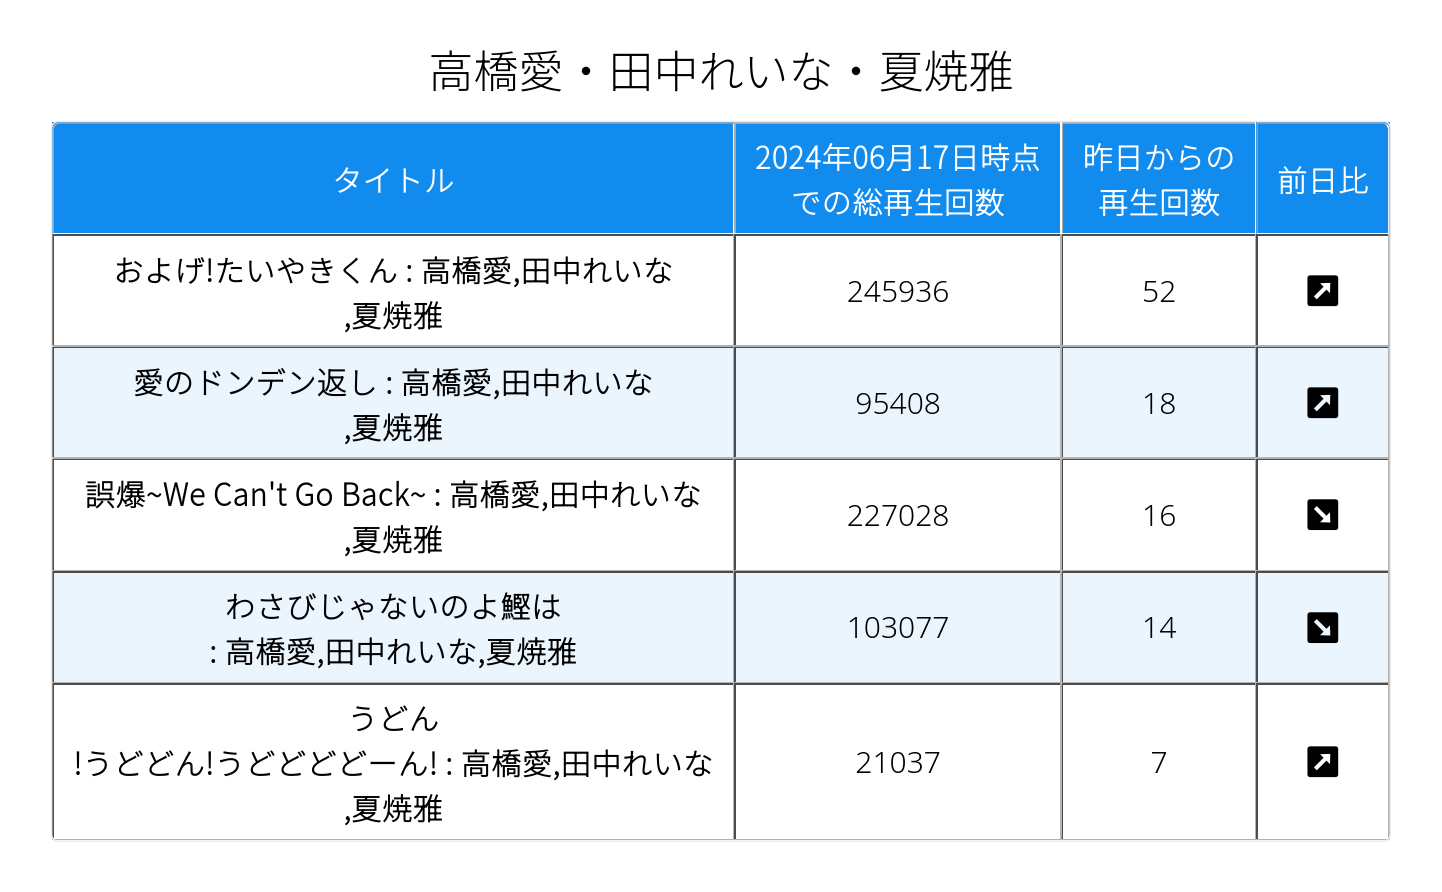 高橋愛・田中れいな・夏焼雅
タイトル
2024年06月17日時点
での総再生回数
昨日からの
再生回数
前日比
およげ!たいやきくん : 高橋愛,田中れいな
,夏焼雅
245936
52
愛のドンデン返し : 高橋愛,田中れいな
,夏焼雅
95408
18
誤爆~We Can't Go Back~ : 高橋愛,田中れいな
,夏焼雅
227028
16
わさびじゃないのよ鰹は
: 高橋愛,田中れいな,夏焼雅
103077
14
うどん
!うどどん!うどどどどーん! : 高橋愛,田中れいな
,夏焼雅
21037
7